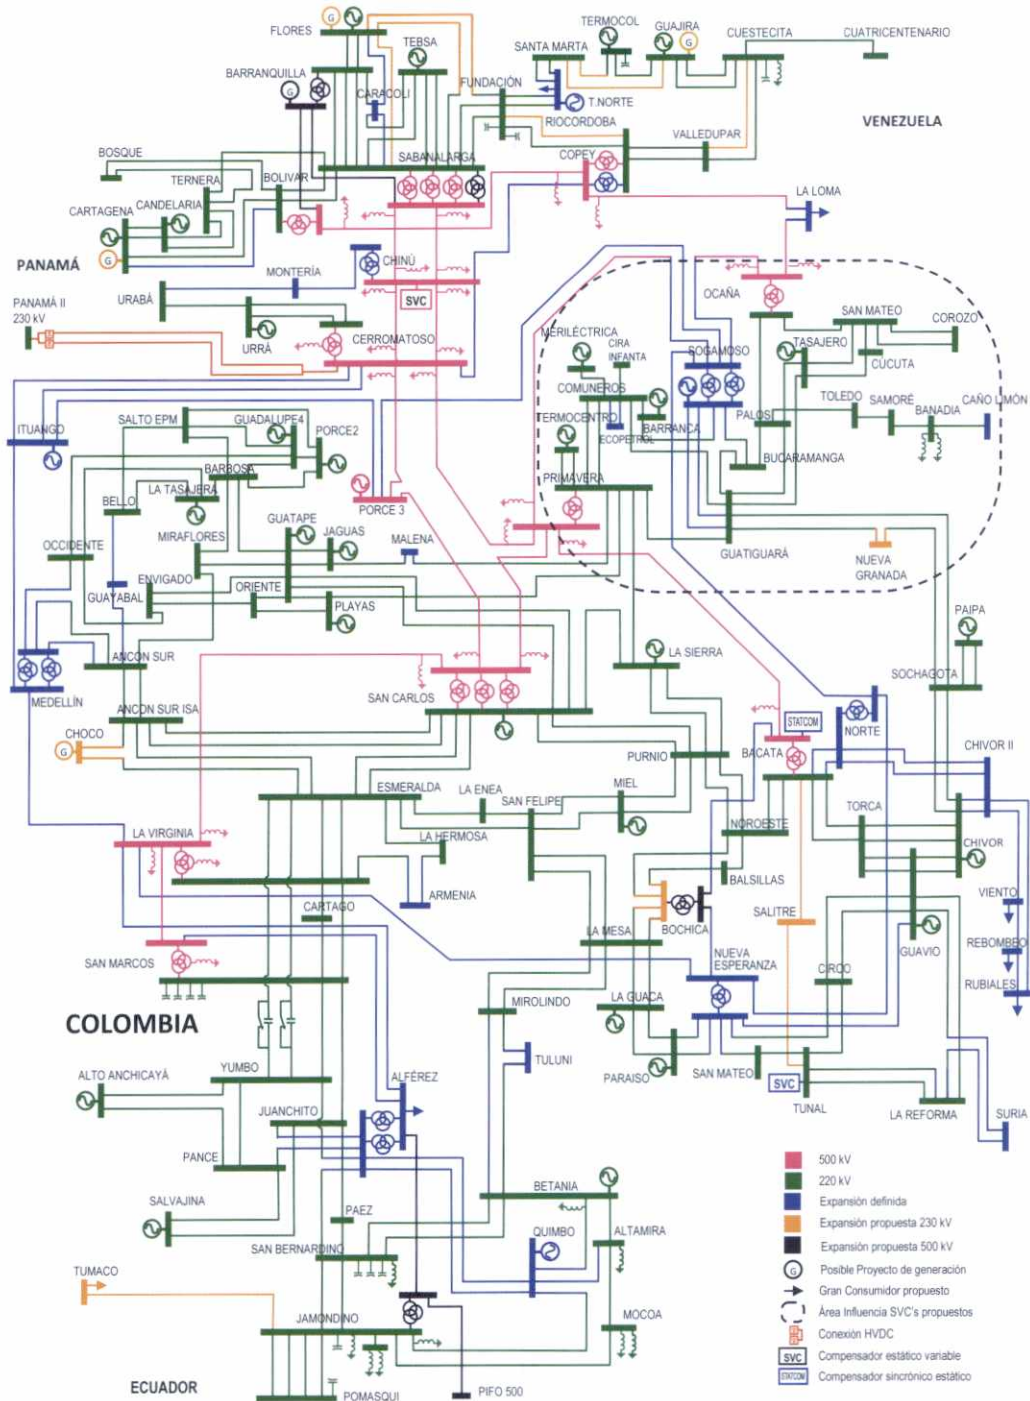 FLORES
TERMOCOL
GUAJIRA
CUESTECITA
CUATRICENTENARIO
TEBSA
SANTA MARTA
BARRANQUILLA
FUNDACIÓN
CARACOLI
T.NORTE
RIOCORDOBA
VENEZUELA
VALLEDUPAR
BOSQUE
SABANALARGA
COPEY
TERNERA
BOLIVAR
LA LOMA
CARTAGENA
CANDELARIA
CHINÚ
PANAMÁ
MONTERÍA
OCAÑA
PANAMÁ II
230 kV
URABÁ
SVC
SAN MATEO
COROZO
MERILÉCTRICA
TASAJERO
URRÁ
CERROMATOSO
CIRA
INFANTA
SOGAMOSO
CÚCUTA
COMUNEROS
TOLEDO
SAMORÉ
BANADIA
CAÑO LIMÓN
SALTO EPM
GUADALUPE4
PORCE2
TERMOCENTRO
BARRANCA
PALOS
ITUANGO
ECOPETROL
BUCARAMANGA
BARBOSA
PRIMAVERA
LA TASAJERA
BELLO
PORCE 3
MIRAFLORES
GUATAPE
JAGUAS
MALENA
GUATIGUARÁ
NUEVA
GRANADA
OCCIDENTE
ENVIGADO
GUAYABAL
ORIENTE
PLAYAS
PAIPA
LA SIERRA
ANCON SUR
SOCHAGOTA
MEDELLÍN
SAN CARLOS
STATCOM
ANCON SUR ISA
NORTE
CHOCO
BACATA
CHIVOR II
PURNIO
ESMERALDA
LA ENEA
SAN FELIPE
MIEL
TORCA
NOROESTE
LA VIRGINIA
LA HERMOSA
CHIVOR
BALSILLAS
ARMENIA
VIENTO
CARTAGO
SALITRE
BOCHICA
LA MESA
GUAVIO
REBOMBEO
SAN MARCOS
NUEVA
ESPERANZA
CIRCO
RUBIALES
COLOMBIA
MIROLINDO
LA GUACA
TULUNI
YUMBO
ALFÉREZ
PARAISO
SAN MATEO
ALTO ANCHICAYÁ
SVC
TUNAL
LA REFORMA
SURIA
JUANCHITO
PANCE
BETANIA
SALVAJINA
PAEZ
QUIMBO
ALTAMIRA
SAN BERNARDINO
TUMACO
MOCOA
JAMONDINO
ECUADOR
POMASQUI
PIFO 500
500 kV
220 kV
Expansión definida
Expansión propuesta 230 kV
Expansión propuesta 500 kV
G Posible Proyecto de generación
Gran Consumidor propuesto
Área Influencia SVC's propuestos
Conexión HVDC
SVC Compensador estático variable
STATCOM Compensador sincrónico estático